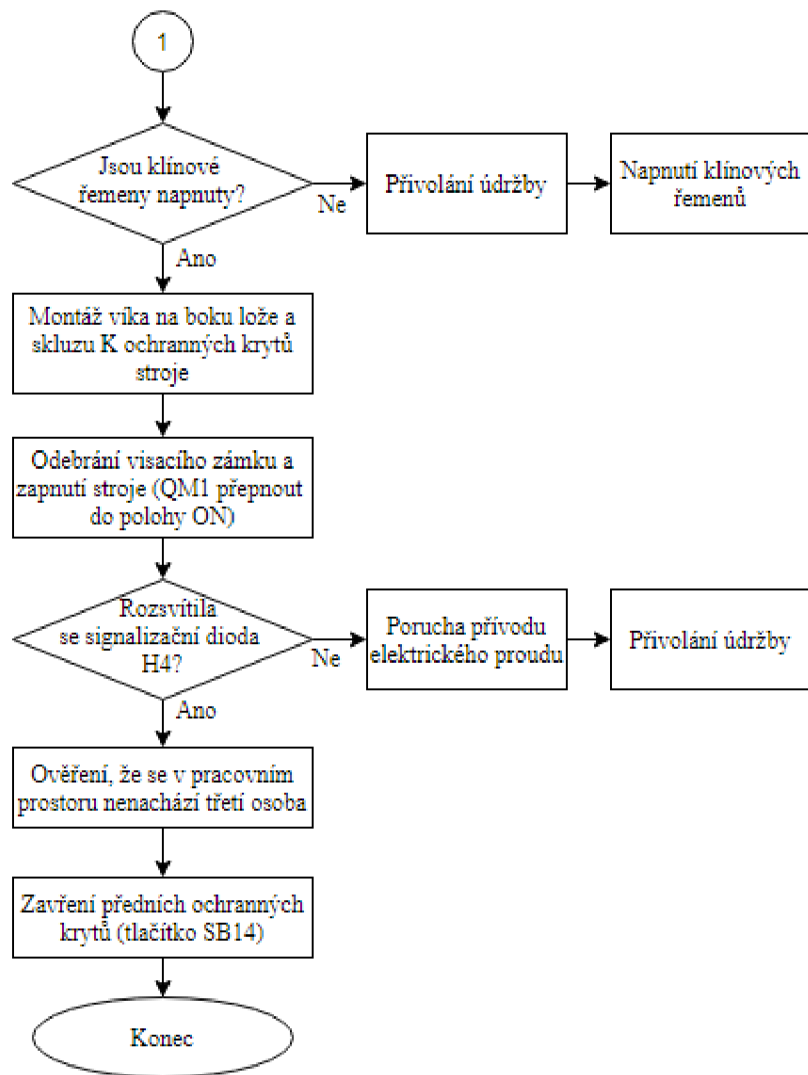 1
Jsou klínové
řemeny napnuty?
Ne
Přivolání údržby
Napnutí klínových
řemenů
Ano
Montáž víka na boku lože a
skluzu K ochranných krytů
stroje
Odebrání visacího zámku a
zapnutí stroje (QM1 přepnout
do polohy ON)
Rozsvítila
se signalizační dioda
H4?
Ne
Porucha přívodu
elektrického proudu
Přivolání údržby
Ano
Ověření, že se v pracovním
prostoru nenachází třetí osoba
Zavření předních ochranných
krytů (tlačítko SB14)
Konec